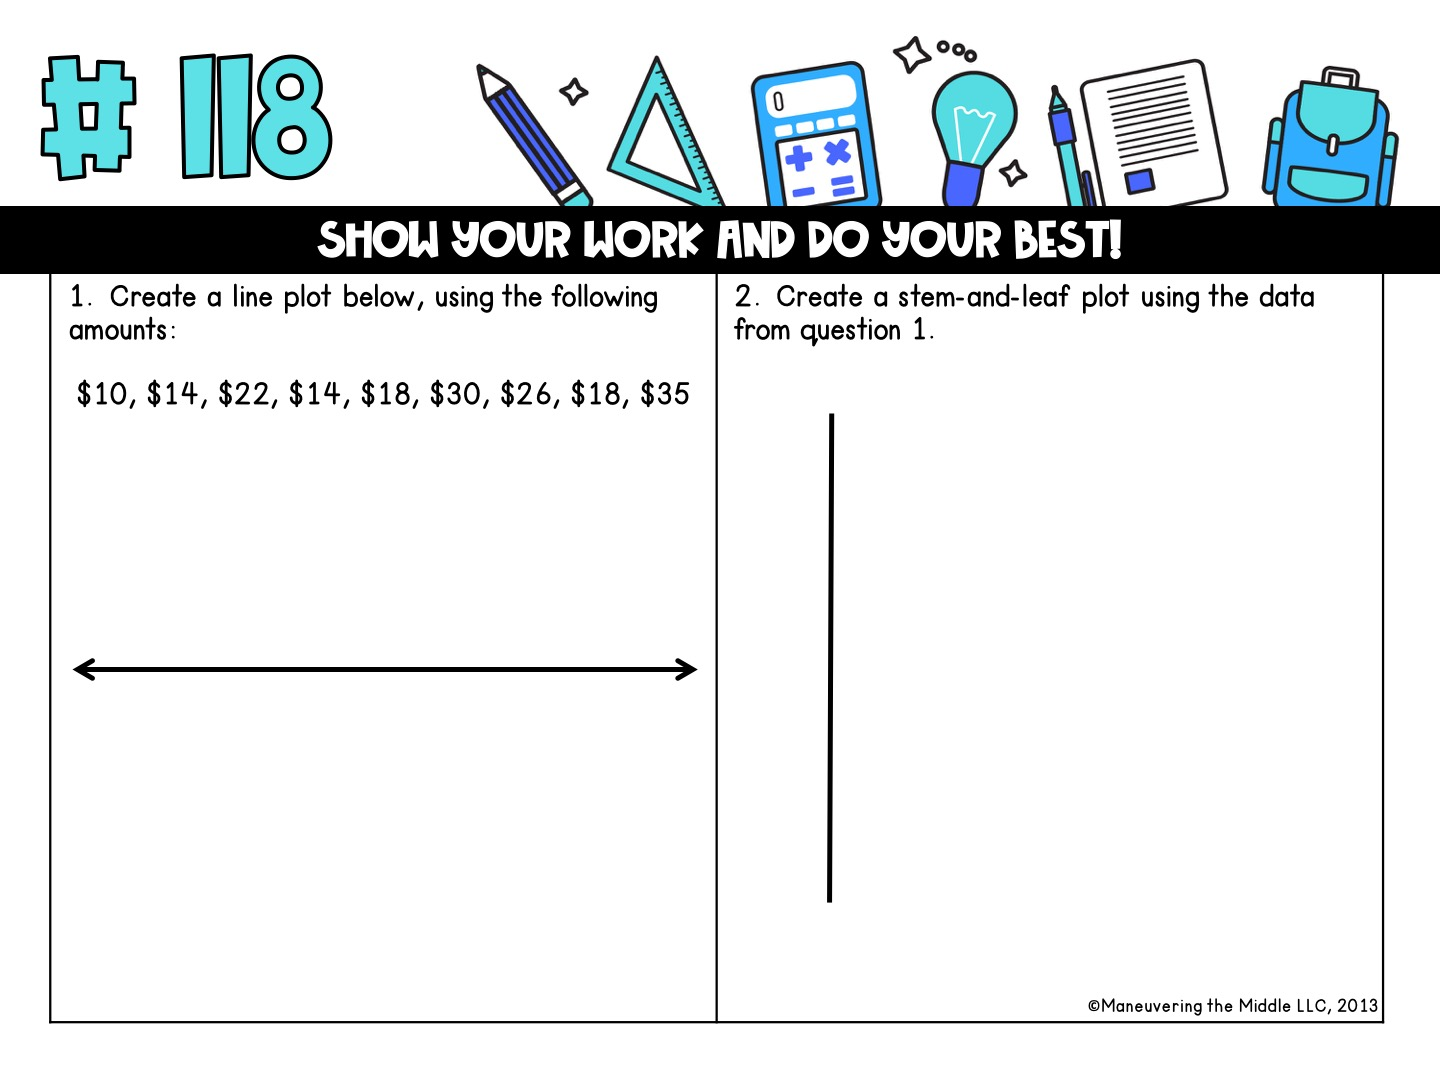 # 118
SHOW YOUR WORK AND DO YOUR BEST!
1. Create a line plot below, using the following
amounts:
$10, $14, $22, $14, $18, $30, $26, $18, $35
2. Create a stem-and-leaf plot using the data
from question 1.
©Maneuvering the Middle LLC, 2013